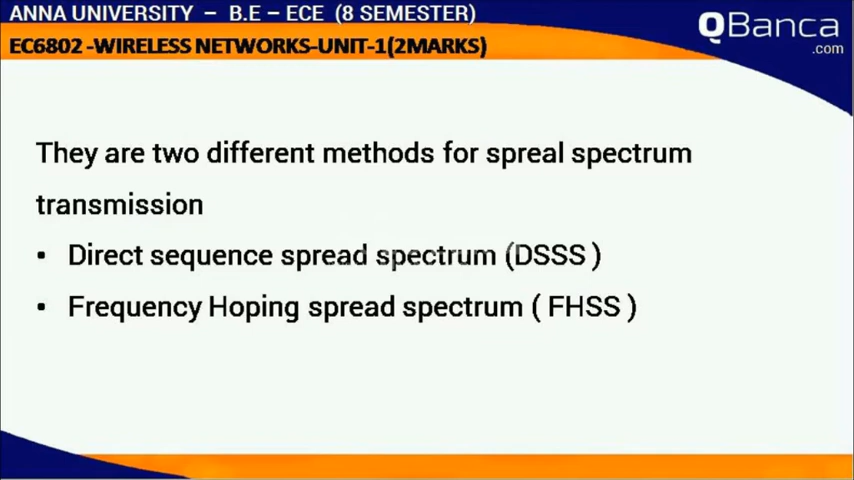 ANNA UNIVERSITY – B.E – ECE (8 SEMESTER)
QBanca
.com
EC6802 -WIRELESS NETWORKS-UNIT-1(2MARKS)
They are two different methods for spreal spectrum
transmission
• Direct sequence spread spectrum (DSSS )
• Frequency Hoping spread spectrum ( FHSS )